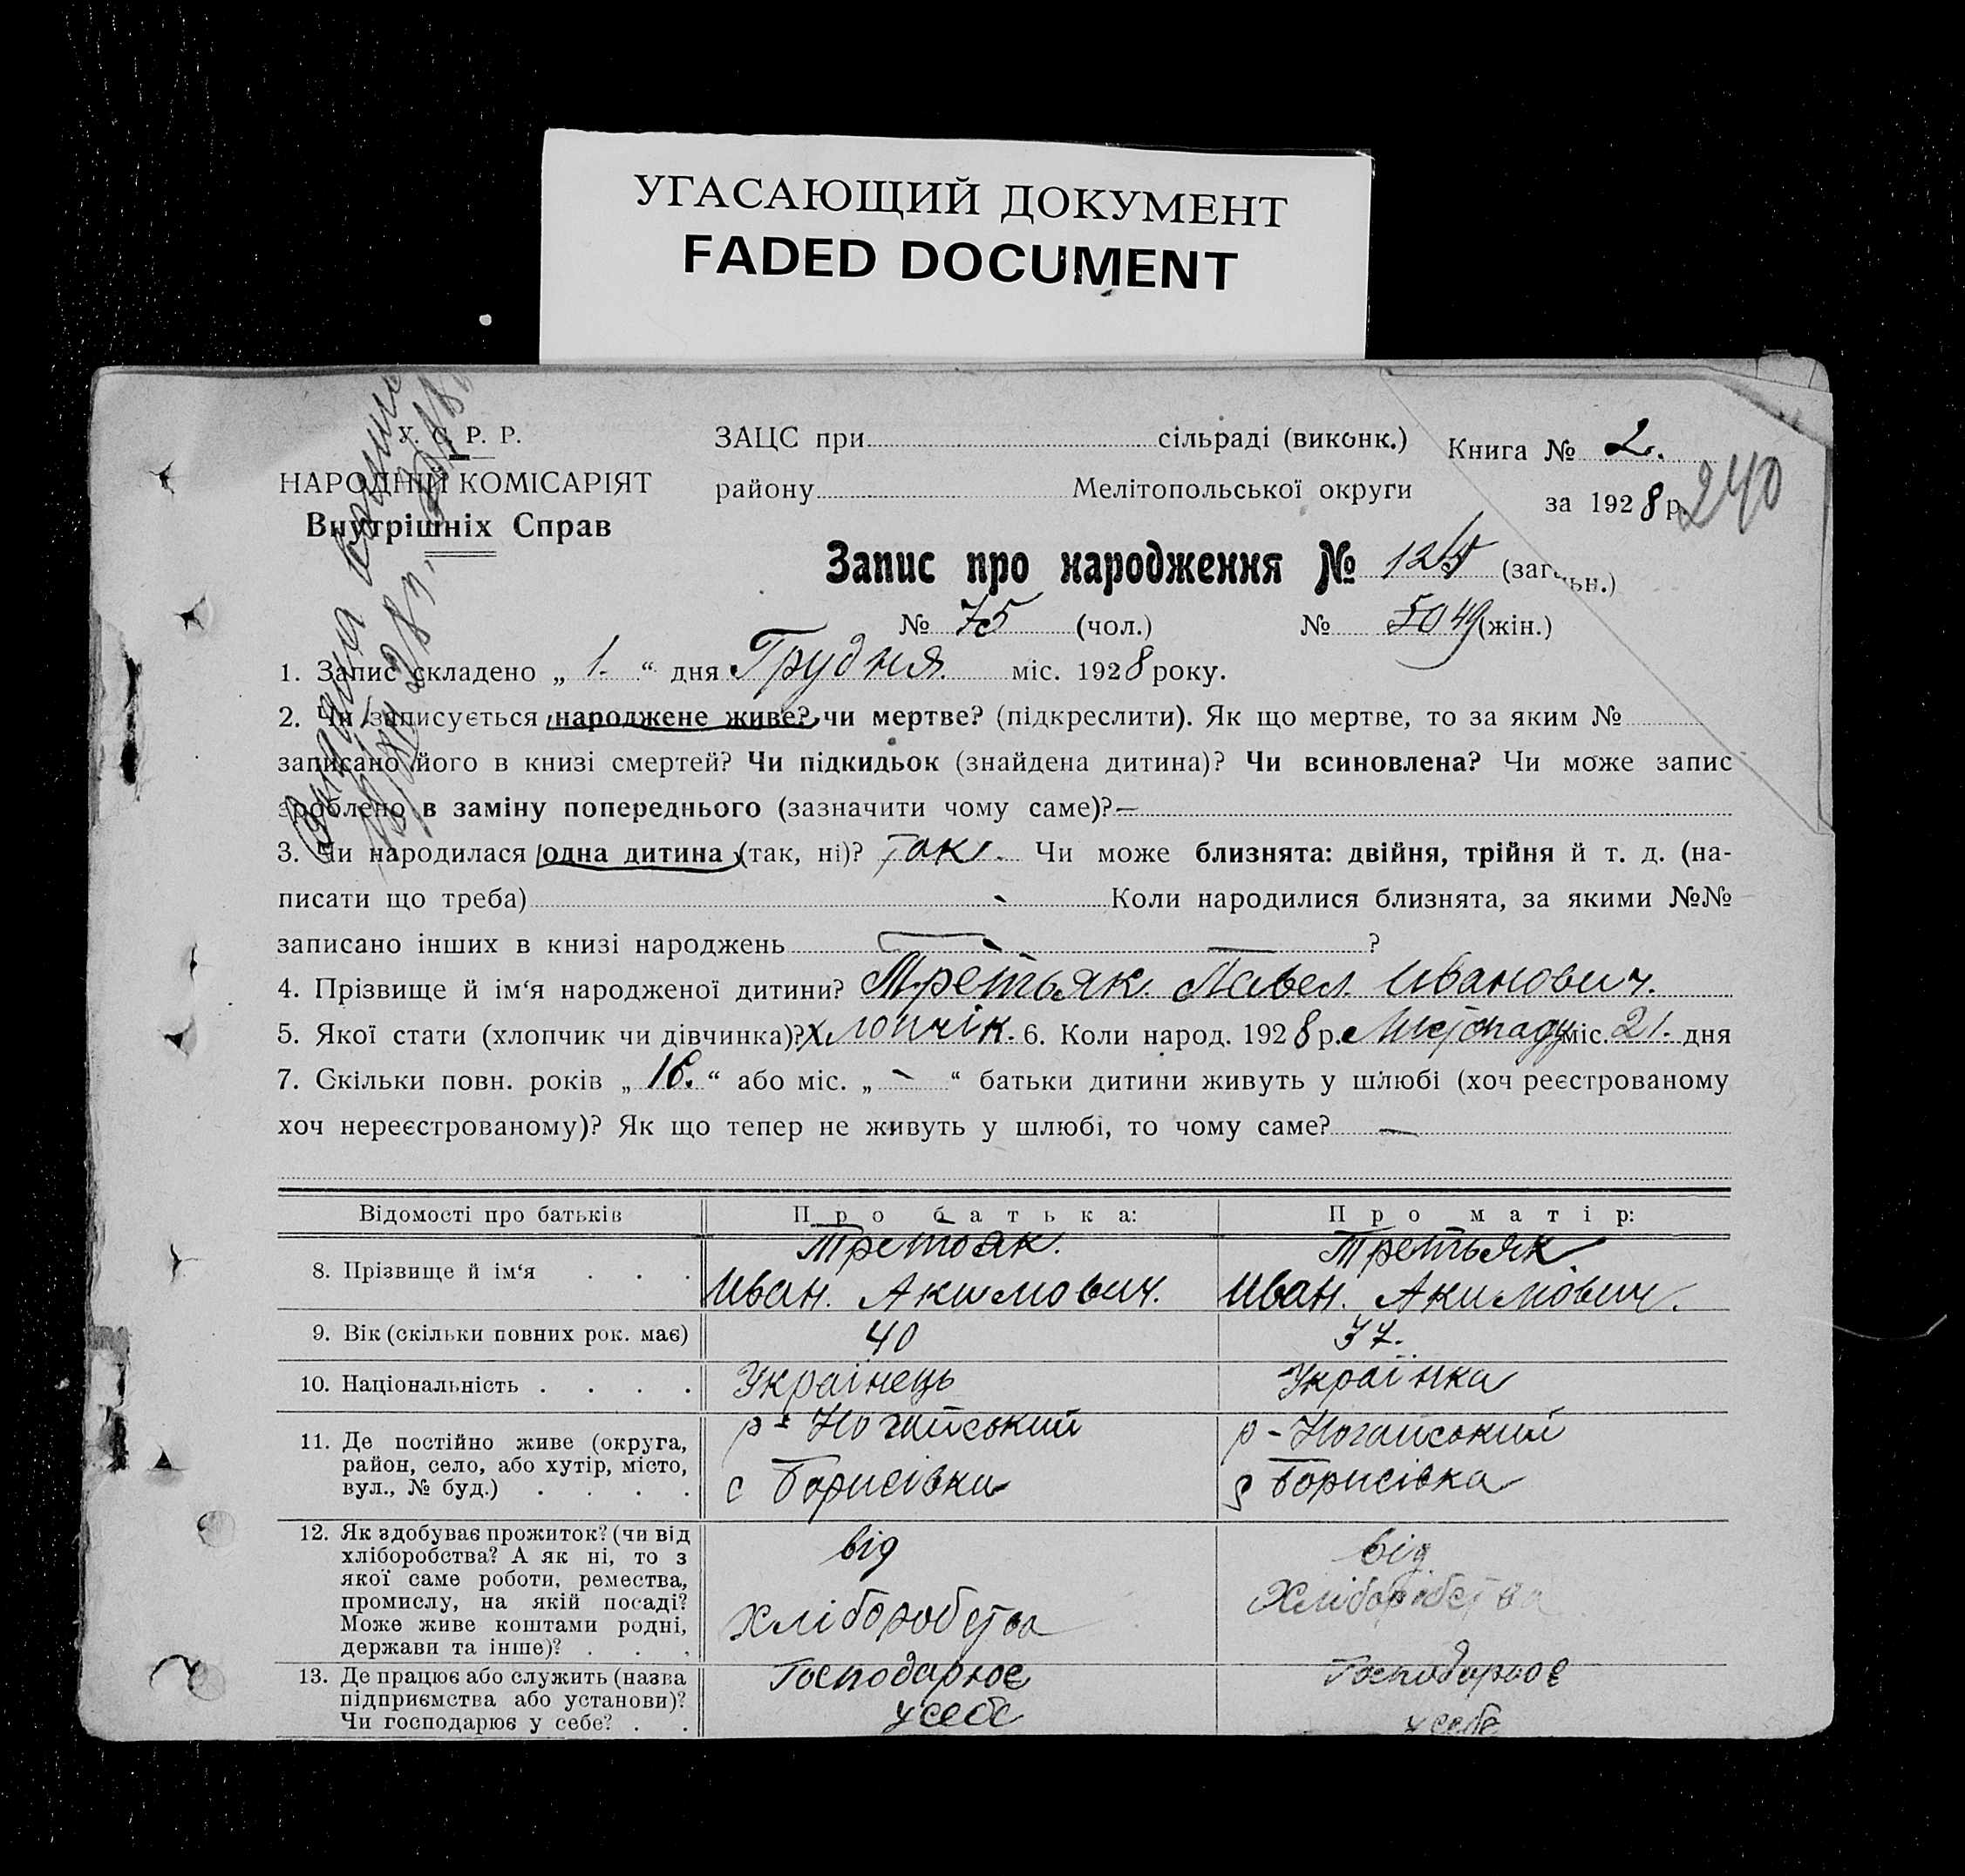 УГАСАЮЩИЙ ДОКУМЕНТ
FADED DOCUMENT
У. С. Р. Р.
НАРОДНІЙ КОМІСАРІЯТ
Внутрішніх Справ
ЗАЦС при сільраді (виконк.)
району Мелітопольської округи
Книга № 2.
за 1928 р.
240
Запис про народження № (загальн.)
№ 75 (чол.) № (жін.)
1. Запис складено „ 1. “ дня Грудня. міс. 1928 року.
2. Чи записується народжене живе? чи мертве? (підкреслити). Як що мертве, то за яким №
записано його в книзі смертей? Чи підкидьок (знайдена дитина)? Чи всиновлена? Чи може запис
зроблено в заміну попереднього (зазначити чому саме)? —
3. Чи народилася одна дитина (так, ні)? так. Чи може близнята: двійня, трійня й т. д. (на-
писати що треба) Коли народилися близнята, за якими №№
записано інших в книзі народжень — ?
4. Прізвище й ім‘я народженої дитини? Третьяк. Павел. Иванович.
5. Якої стати (хлопчик чи дівчинка)? Хлопчік. 6. Коли народ. 1928 р. міс. 21. дня
7. Скільки повн. років „ 16. “ або міс. „ - “ батьки дитини живуть у шлюбі (хоч реєстрованому
хоч нереєстрованому)? Як що тепер не живуть у шлюбі, то чому саме? —
Відомості про батьків Про батька: Про матір:
8. Прізвище й ім‘я . . . Третьяк. Иван. Акимович. Третьяк Иван. Акимович.
9. Вік (скільки повних рок. має) 40 37.
10. Національність . . . . Українець Українка
11. Де постійно живе (округа,
район, село, або хутір, місто,
вул., № буд.) . . . .
р - Ногайський
с Борисівка
р - Ногайський
с Борисівка
12. Як здобуває прожиток? (чи від
хліборобства? А як ні, то з
якої саме роботи, ремества,
промислу, на якій посаді?
Може живе коштами родні,
держави та інше)? . . .
від
хліборобства
від
хліборобства
13. Де працює або служить (назва
підприємства або установи)?
Чи господарює у себе? . .
Господарює
у себе
Господарює
у себе